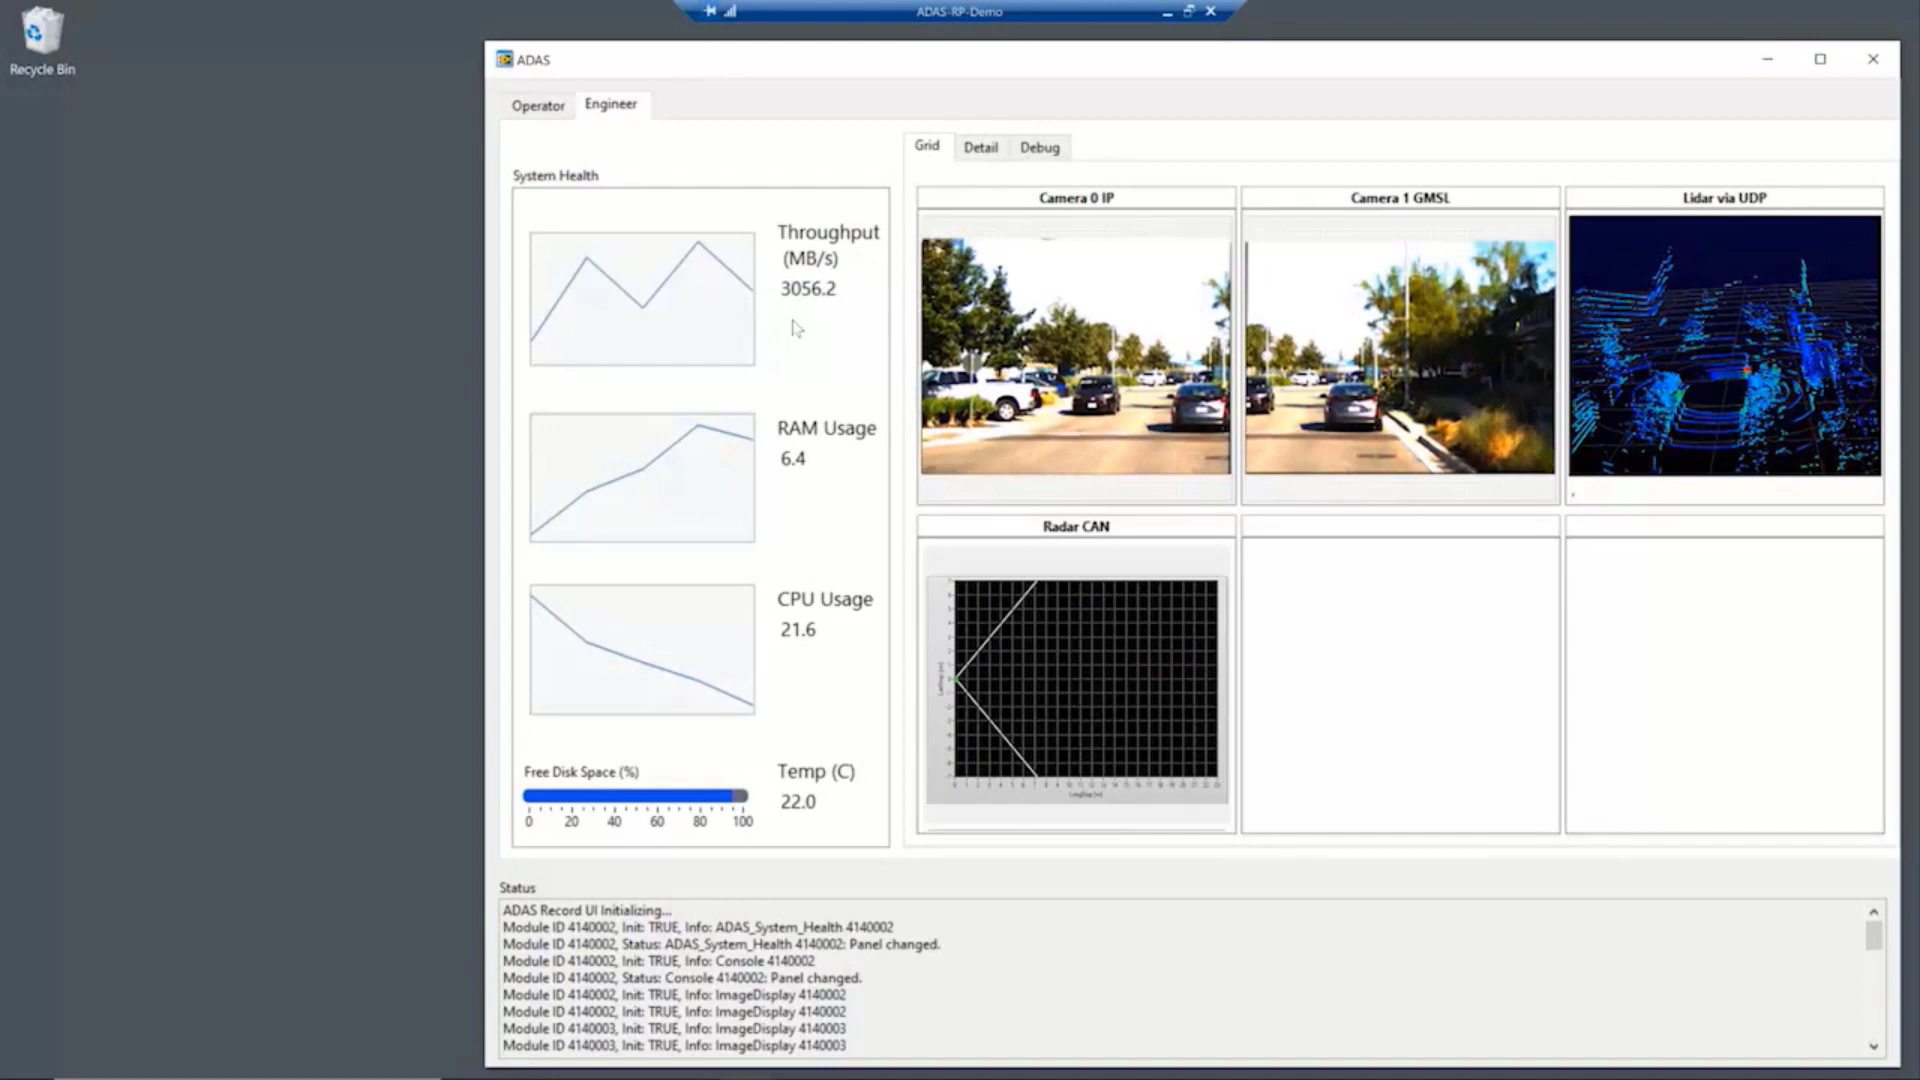 ADAS-RP-Demo
Recycle Bin
ADAS
Operator
Engineer
Grid
Detail
Debug
System Health
Throughput
(MB/s)
3056.2
RAM Usage
6.4
CPU Usage
21.6
Free Disk Space (%)
0 20 40 60 80 100
Temp (C)
22.0
Camera 0 IP
Camera 1 GMSL
Lidar via UDP
Radar CAN
Status
ADAS Record UI Initializing...
Module ID 4140002, Init: TRUE, Info: ADAS_System_Health 4140002
Module ID 4140002, Status: ADAS_System_Health 4140002: Panel changed.
Module ID 4140002, Init: TRUE, Info: Console 4140002
Module ID 4140002, Status: Console 4140002: Panel changed.
Module ID 4140002, Init: TRUE, Info: ImageDisplay 4140002
Module ID 4140002, Init: TRUE, Info: ImageDisplay 4140002
Module ID 4140003, Init: TRUE, Info: ImageDisplay 4140003
Module ID 4140003, Init: TRUE, Info: ImageDisplay 4140003